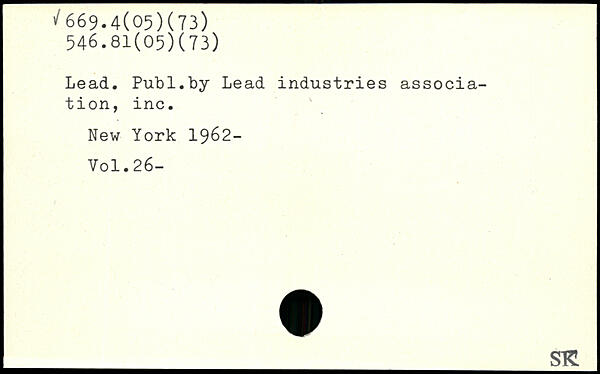 √669.4(05)(73)
546.81(05)(73)
Lead. Publ.by Lead industries associa-
tion, inc.
New York 1962-
Vol.26-
SK